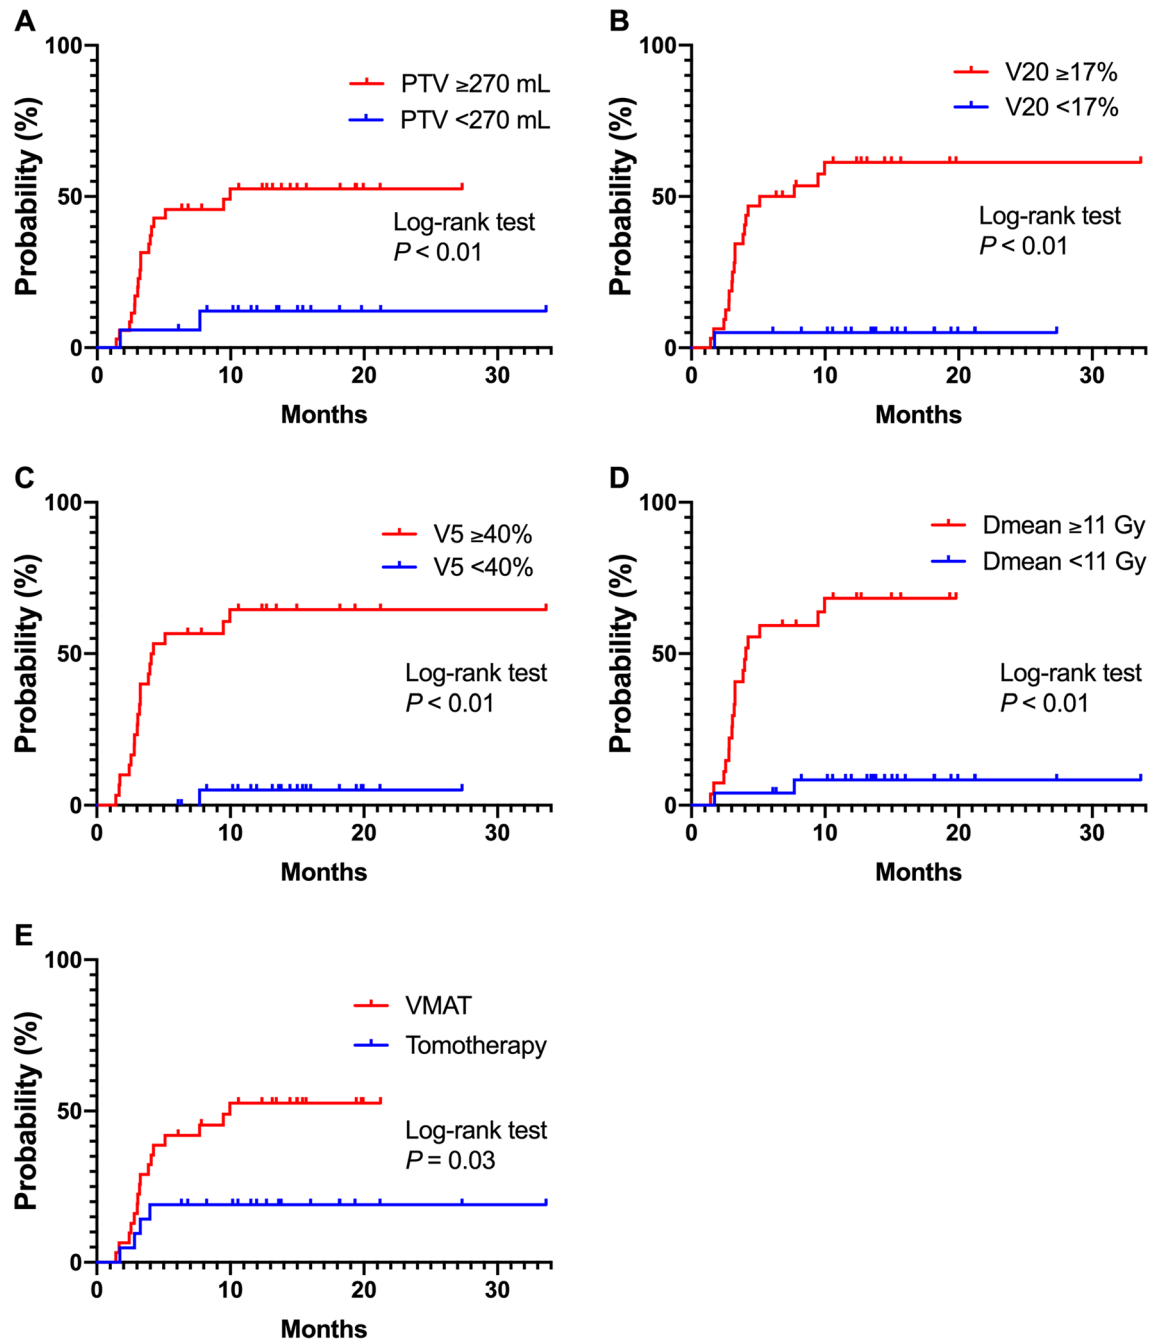 A
100
50
0
0 10 20 30
Probability (%)
Months
PTV ≥270 mL
PTV <270 mL
Log-rank test
P < 0.01
B
100
50
0
0 10 20 30
Probability (%)
Months
V20 ≥17%
V20 <17%
Log-rank test
P < 0.01
C
100
50
0
0 10 20 30
Probability (%)
Months
V5 ≥40%
V5 <40%
Log-rank test
P < 0.01
D
100
50
0
0 10 20 30
Probability (%)
Months
Dmean ≥11 Gy
Dmean <11 Gy
Log-rank test
P < 0.01
E
100
50
0
0 10 20 30
Probability (%)
Months
VMAT
Tomotherapy
Log-rank test
P = 0.03